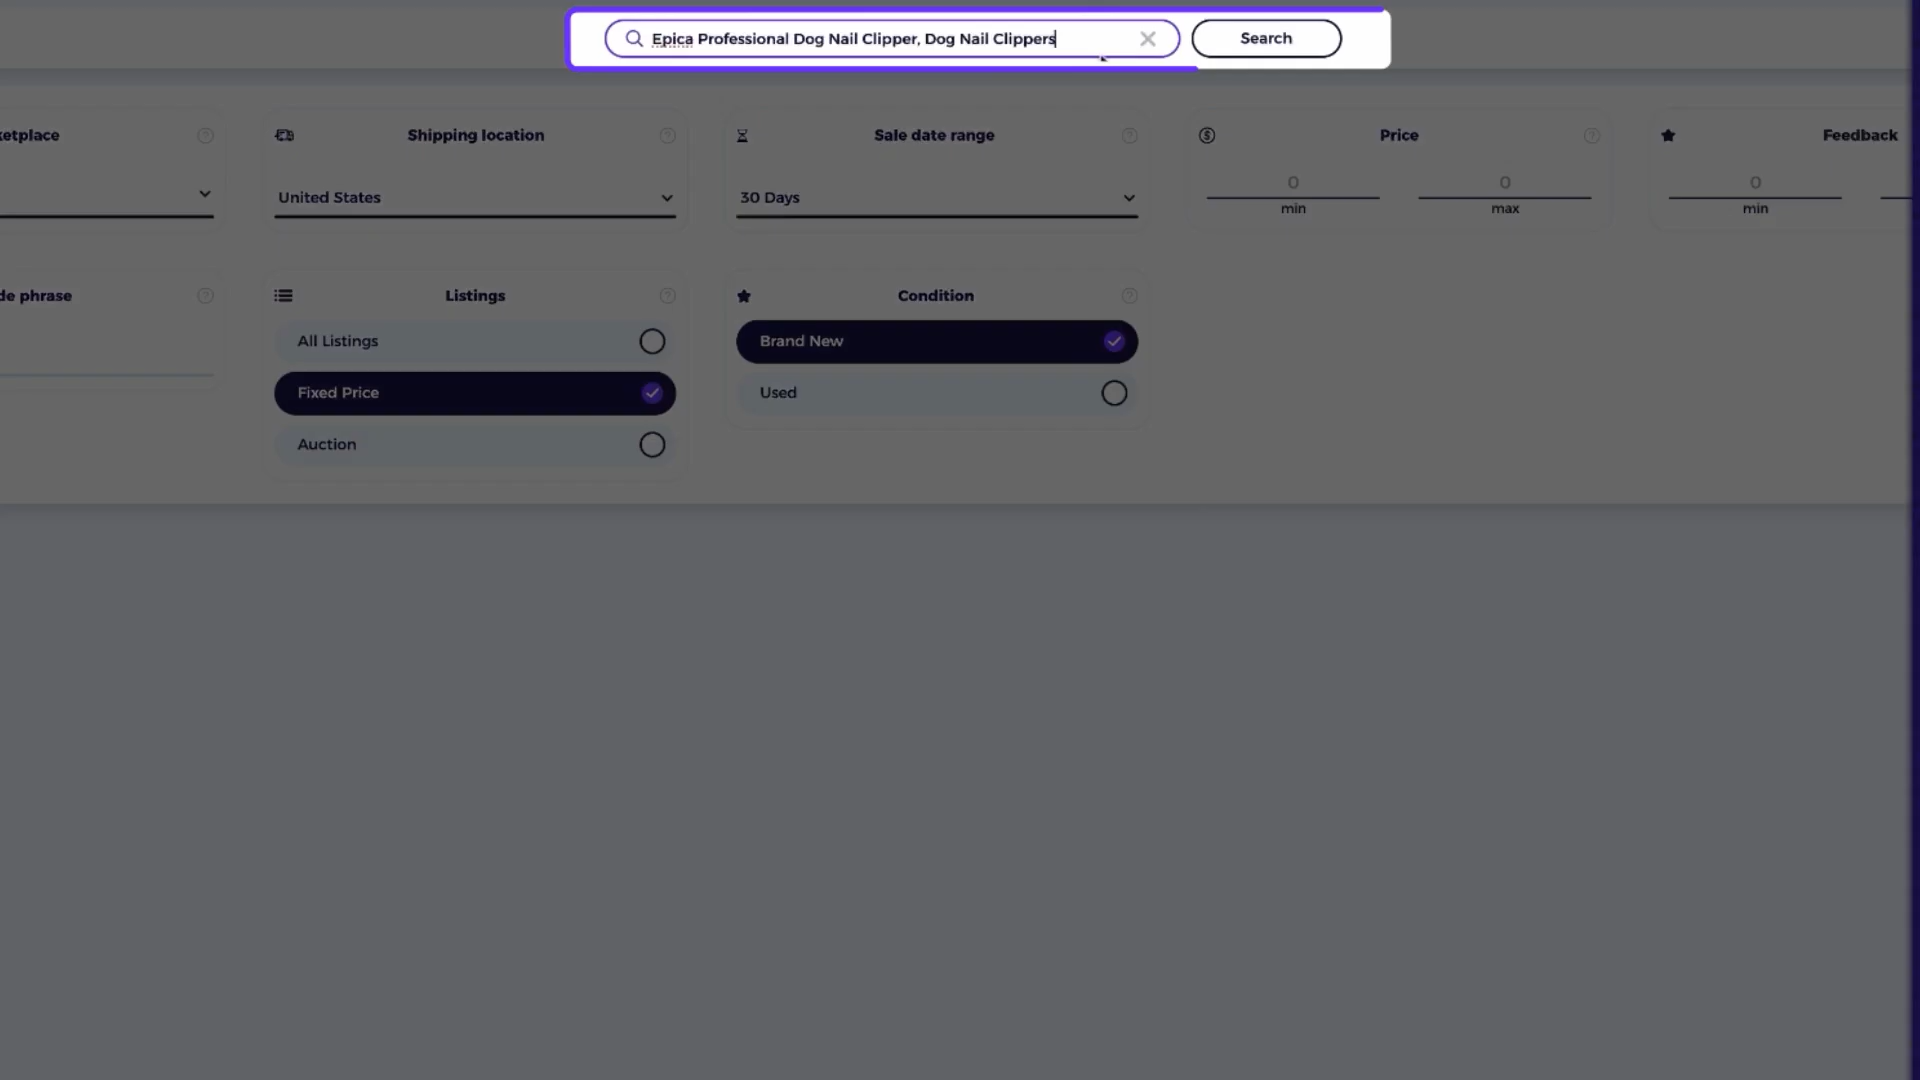 Epica Professional Dog Nail Clipper, Dog Nail Clippers
Search
etplace
Shipping location
Sale date range
Price
Feedback
United States
30 Days
0
0
0
min
max
min
de phrase
Listings
Condition
All Listings
Brand New
Fixed Price
Used
Auction